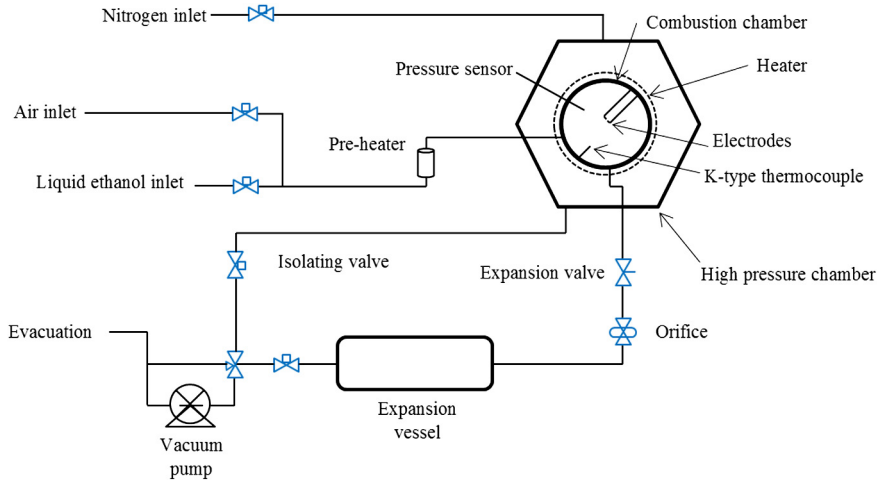 Nitrogen inlet
Combustion chamber
Pressure sensor
Heater
Air inlet
Electrodes
Pre-heater
K-type thermocouple
Liquid ethanol inlet
Isolating valve
Expansion valve
High pressure chamber
Evacuation
Orifice
Expansion
vessel
Vacuum
pump